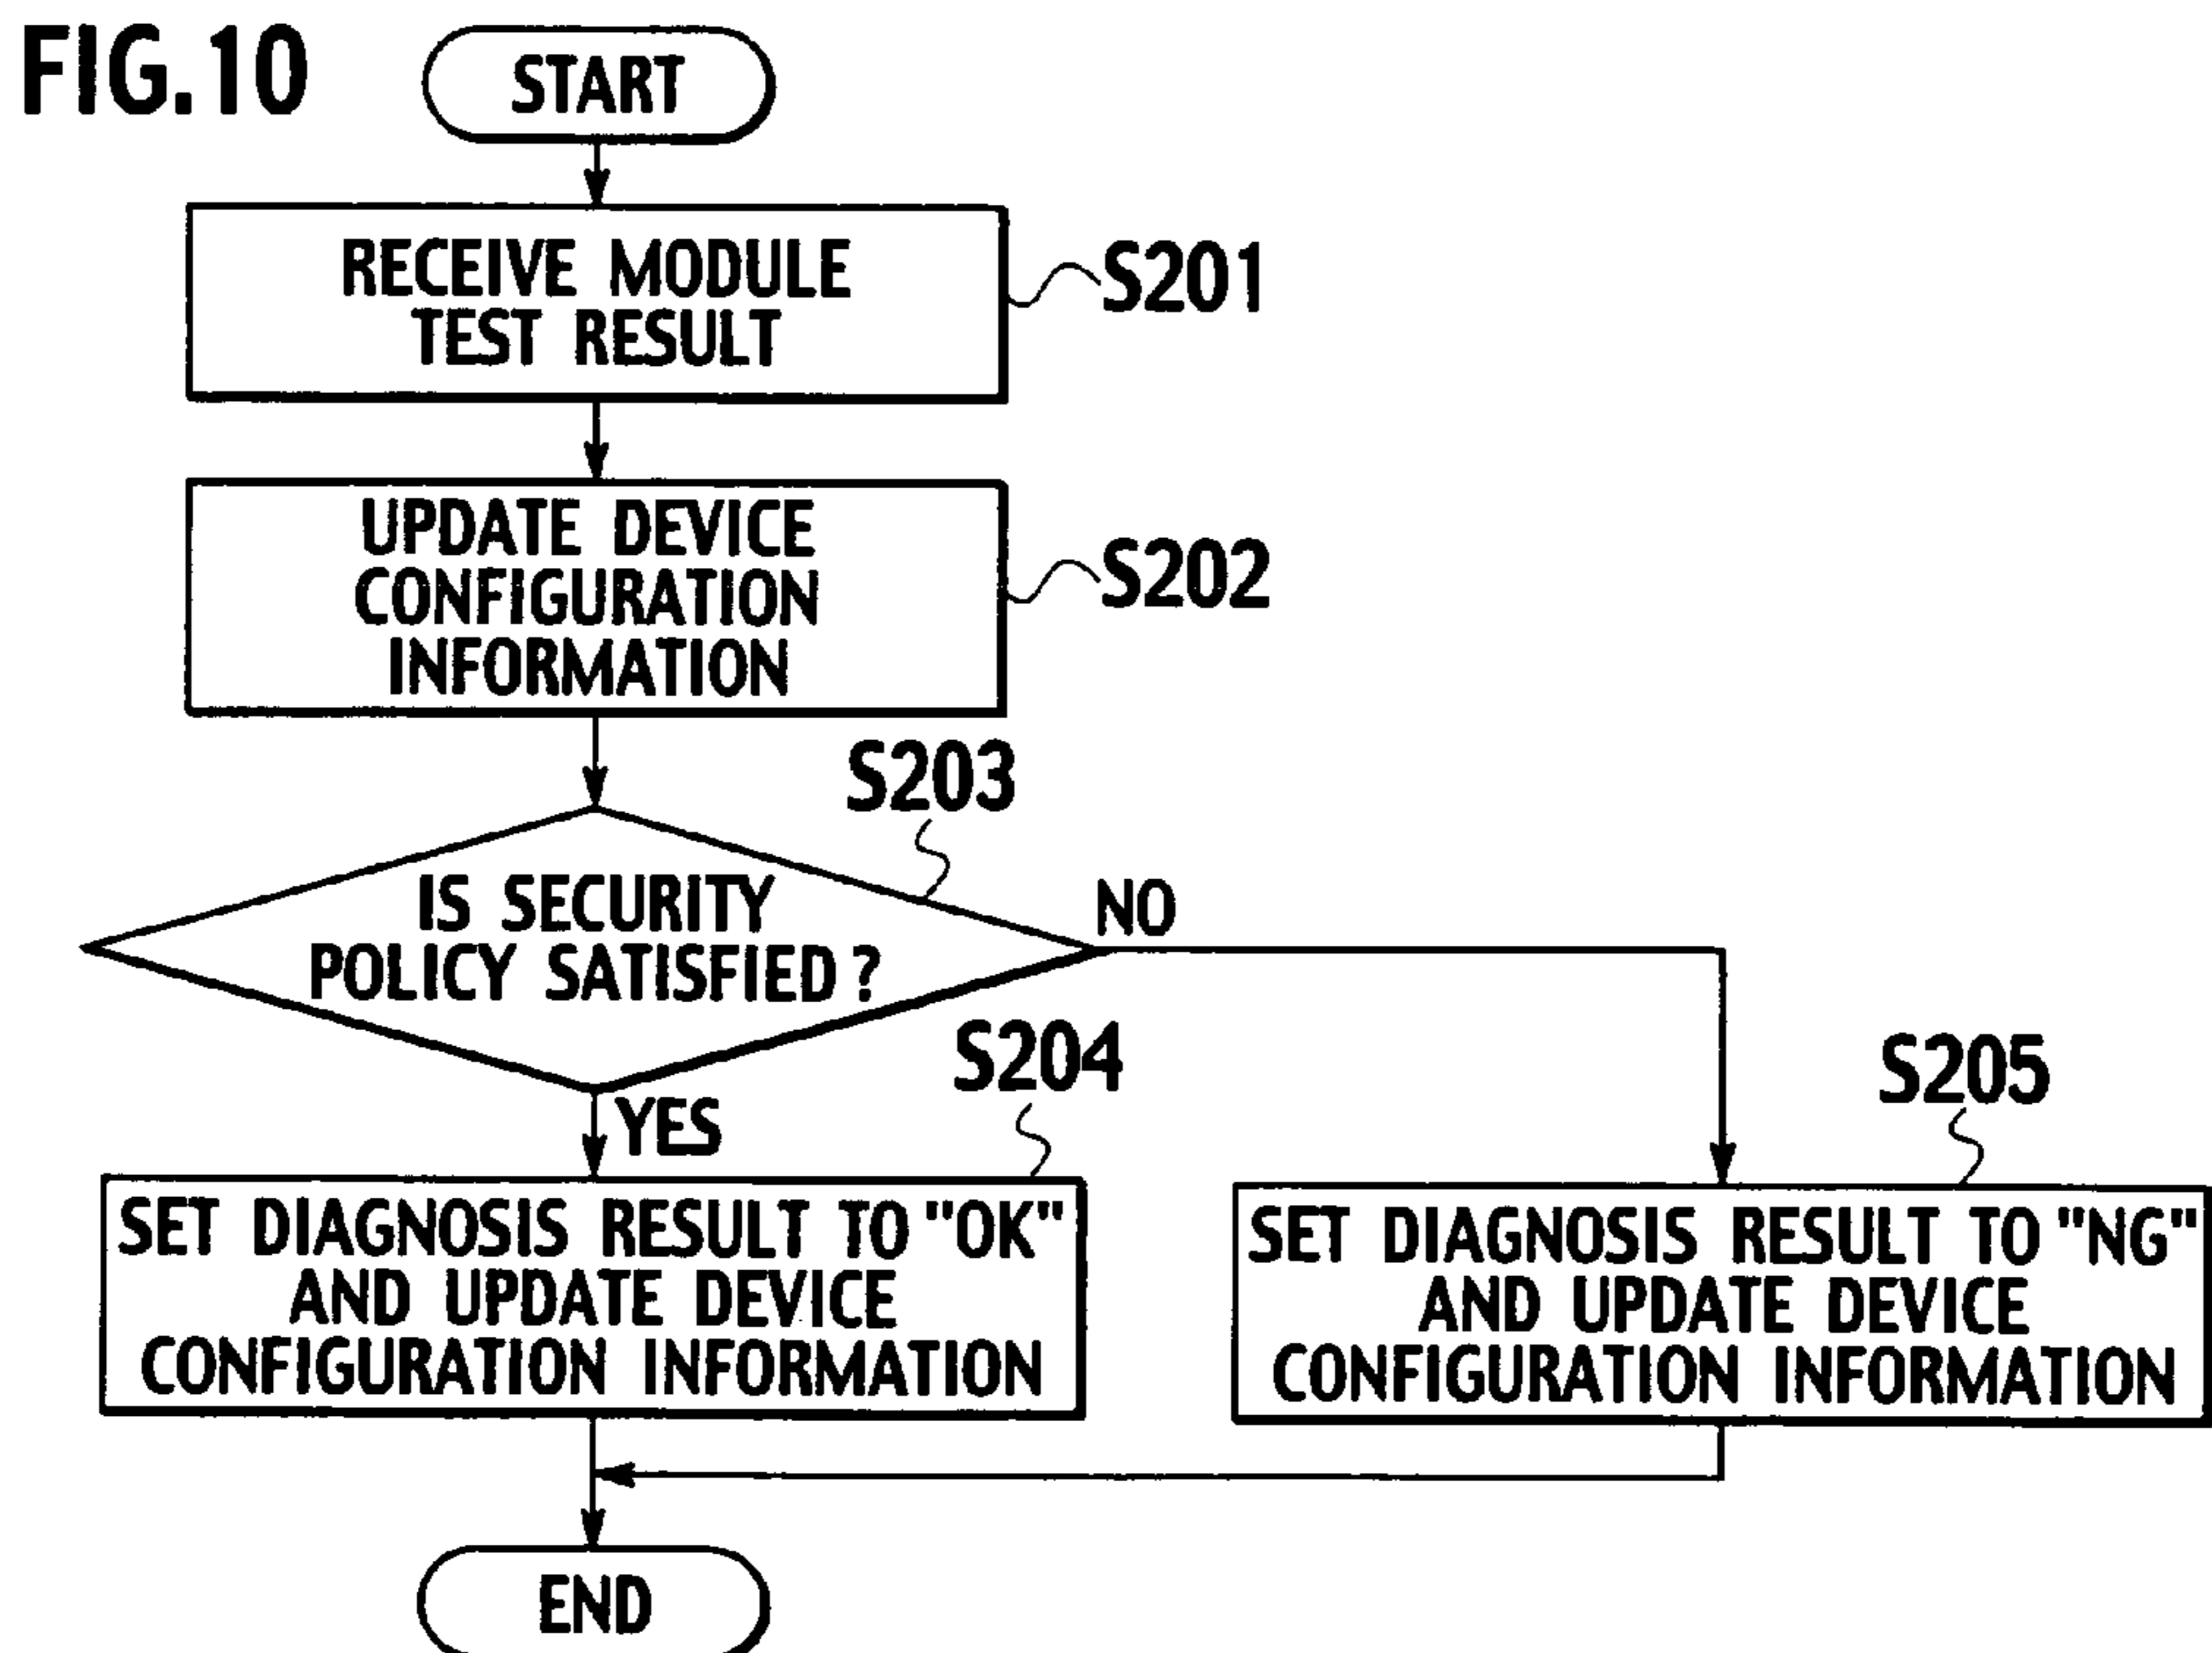 FIG.10
START
RECEIVE MODULE
TEST RESULT
S201
UPDATE DEVICE
CONFIGURATION
INFORMATION
S202
S203
IS SECURITY
POLICY SATISFIED?
NO
YES
S204
SET DIAGNOSIS RESULT TO "OK"
AND UPDATE DEVICE
CONFIGURATION INFORMATION
S205
SET DIAGNOSIS RESULT TO "NG"
AND UPDATE DEVICE
CONFIGURATION INFORMATION
END